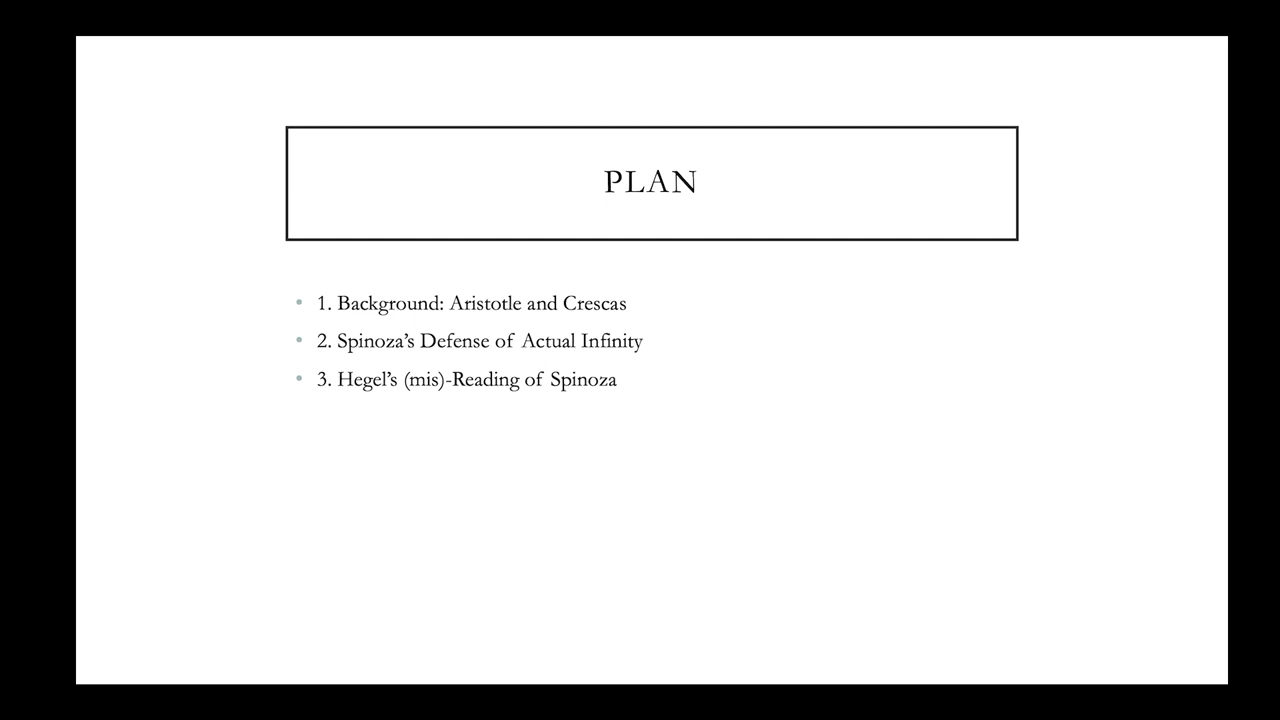 PLAN
• 1. Background: Aristotle and Crescas
• 2. Spinoza’s Defense of Actual Infinity
• 3. Hegel’s (mis)-Reading of Spinoza